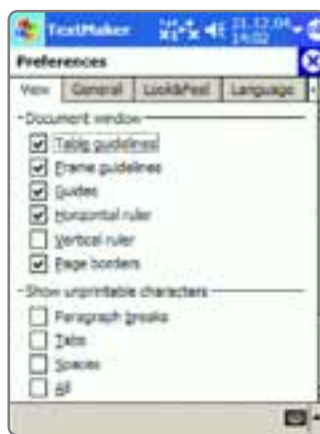 TextMaker 21.12.04
14:02
Preferences
View General Look&Feel Language
Document window
Table guidelines
Frame guidelines
Guides
Horizontal ruler
Vertical ruler
Page borders
Show unprintable characters
Paragraph breaks
Tabs
Spaces
All